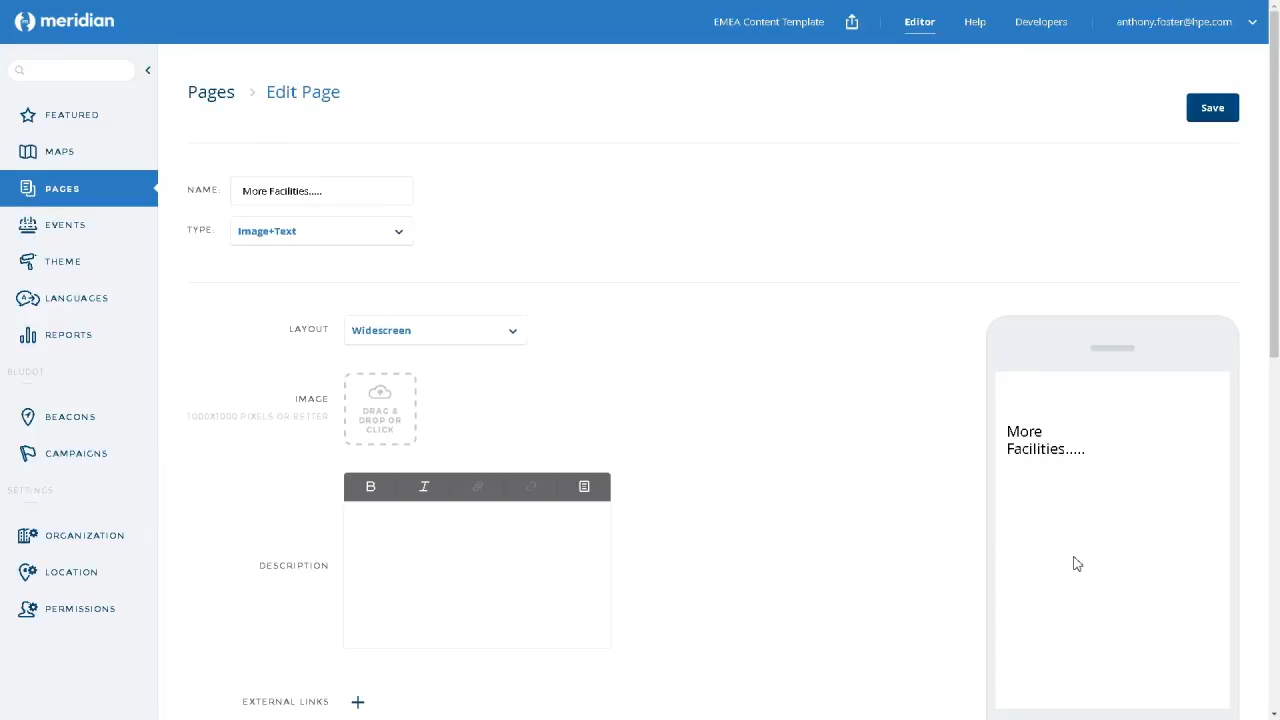 meridian
EMEA Content Template
Editor
Help
Developers
anthony.foster@hpe.com
FEATURED
MAPS
PAGES
EVENTS
THEME
LANGUAGES
REPORTS
BLUDOT
BEACONS
CAMPAIGNS
SETTINGS
ORGANIZATION
LOCATION
PERMISSIONS
Pages > Edit Page
Save
NAME: More Facilities.....
TYPE: Image+Text
LAYOUT Widescreen
IMAGE
1000X1000 PIXELS OR BETTER
DRAG &
DROP OR
CLICK
B I
DESCRIPTION
EXTERNAL LINKS +
More
Facilities.....